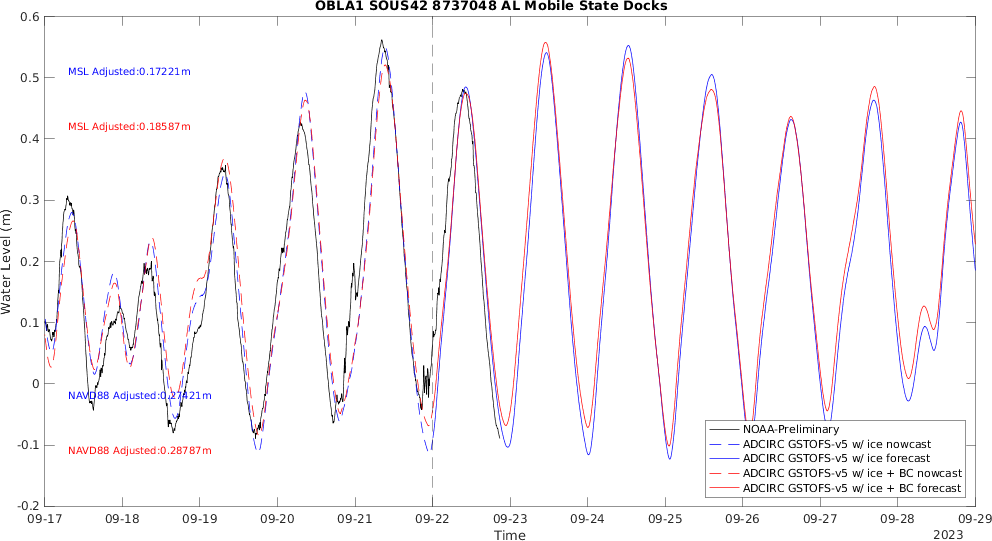 OBLA1 SOUS42 8737048 AL Mobile State Docks
0.6
0.5
0.4
0.3
0.2
0.1
0
-0.1
-0.2
Water Level (m)
MSL Adjusted:0.17221m
MSL Adjusted:0.18587m
NAVD88 Adjusted:0.27421m
NAVD88 Adjusted:0.28787m
NOAA-Preliminary
ADCIRC GSTOFS-v5 w/ ice nowcast
ADCIRC GSTOFS-v5 w/ ice forecast
ADCIRC GSTOFS-v5 w/ ice + BC nowcast
ADCIRC GSTOFS-v5 w/ ice + BC forecast
09-17 09-18 09-19 09-20 09-21 09-22 09-23 09-24 09-25 09-26 09-27 09-28 09-29
Time
2023